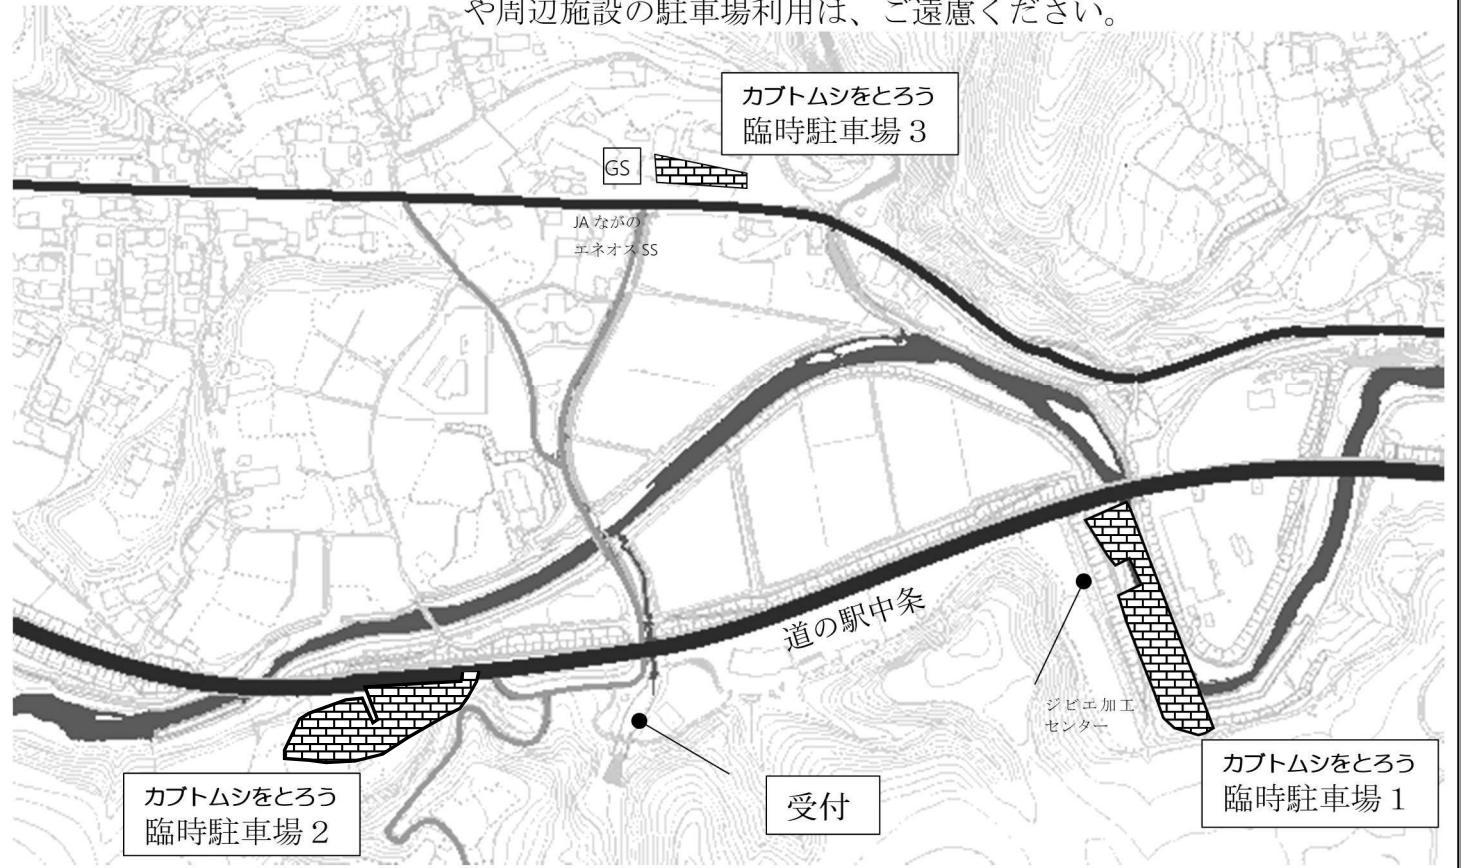 や周辺施設の駐車場利用は、ご遠慮ください。
カブトムシをとろう
臨時駐車場３
GS
JAながの
エネオスSS
道の駅中条
ジビエ加工
センター
カブトムシをとろう
臨時駐車場１
カブトムシをとろう
臨時駐車場２
受付